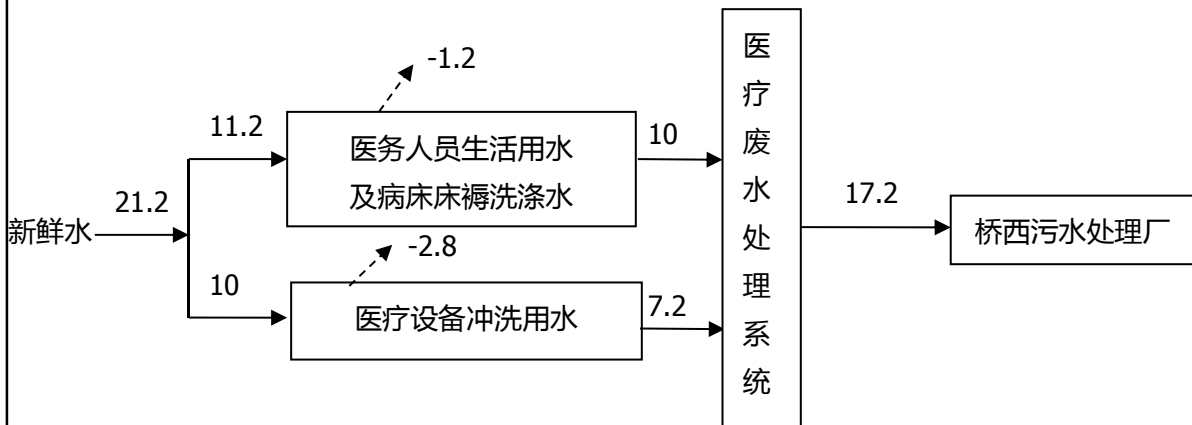 -1.2
11.2
医务人员生活用水
及病床床褥洗涤水
10
新鲜水
21.2
-2.8
10
医疗设备冲洗用水
7.2
医疗废水处理系统
17.2
桥西污水处理厂